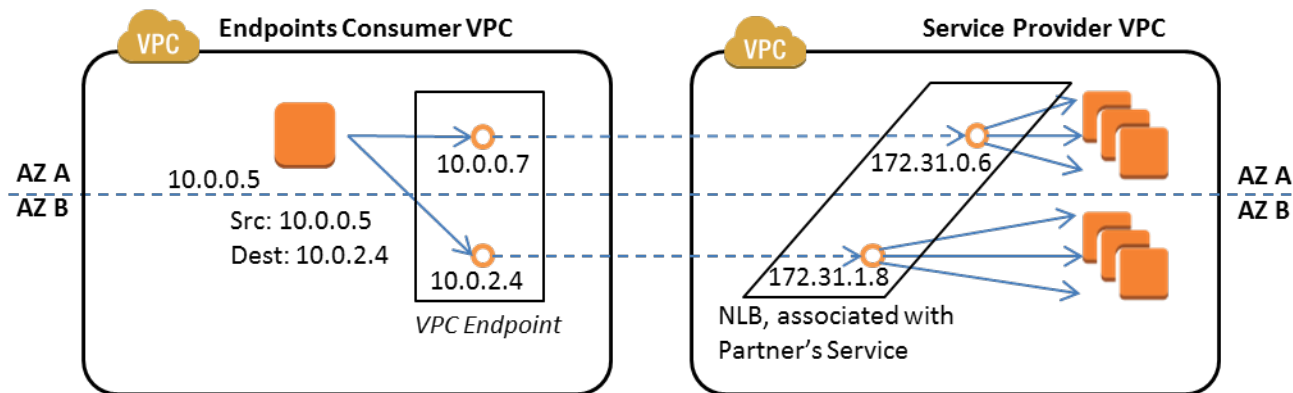 Endpoints Consumer VPC
VPC
10.0.0.7
AZ A
10.0.0.5
AZ B
Src: 10.0.0.5
Dest: 10.0.2.4
10.0.2.4
VPC Endpoint
Service Provider VPC
VPC
172.31.0.6
AZ A
AZ B
172.31.1.8
NLB, associated with
Partner's Service